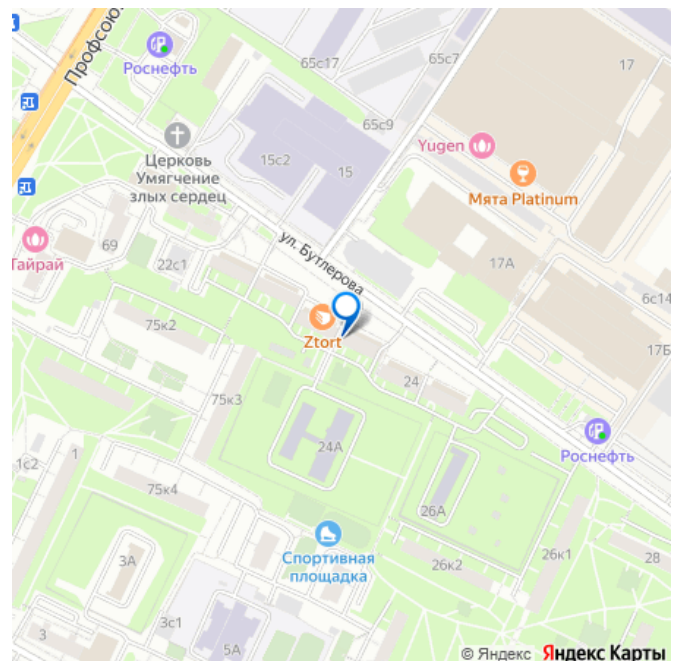 Профсою
Роснефть
65с17
65с7
17
65с9
Церковь
Умягчение
злых сердец
15с2
15
Yugen
Мята Platinum
Тайрай
69
22с1
ул. Бутлерова
17А
6с14
75к2
Ztort
17Б
24
75к3
Роснефть
24А
1с2
1
75к4
26А
Спортивная
площадка
3А
26к2
26к1
28
3с1
3
5А
© Яндекс Яндекс Карты